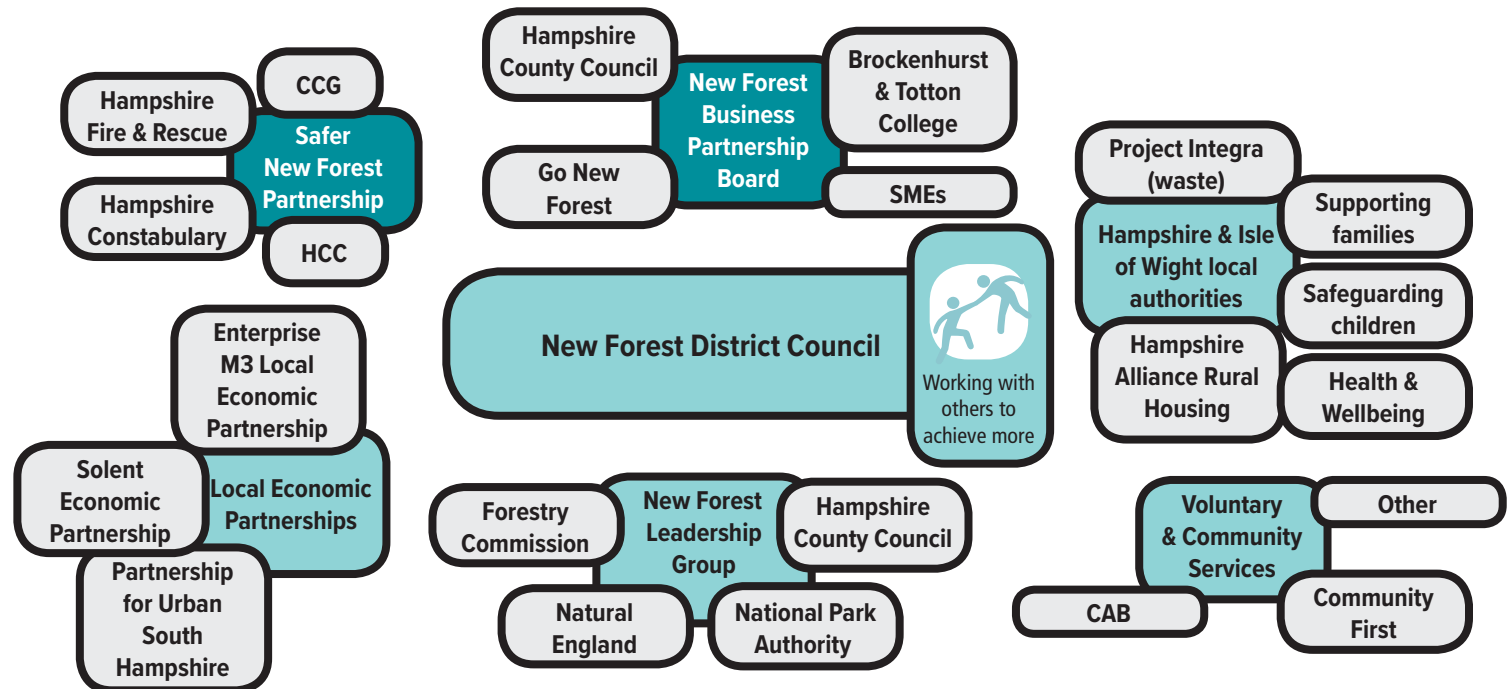 CCG
Hampshire
Fire & Rescue
Safer
New Forest
Partnership
Hampshire
Constabulary
HCC
Hampshire
County Council
New Forest
Business
Partnership
Board
Brockenhurst
& Totton
College
Go New
Forest
SMEs
Project Integra
(waste)
Hampshire & Isle
of Wight local
authorities
Supporting
families
Safeguarding
children
Hampshire
Alliance Rural
Housing
Health &
Wellbeing
New Forest District Council
Working with
others to
achieve more
Enterprise
M3 Local
Economic
Partnership
Solent
Economic
Partnership
Local Economic
Partnerships
Partnership
for Urban
South
Hampshire
Forestry
Commission
New Forest
Leadership
Group
Hampshire
County Council
Natural
England
National Park
Authority
Voluntary
& Community
Services
Other
CAB
Community
First